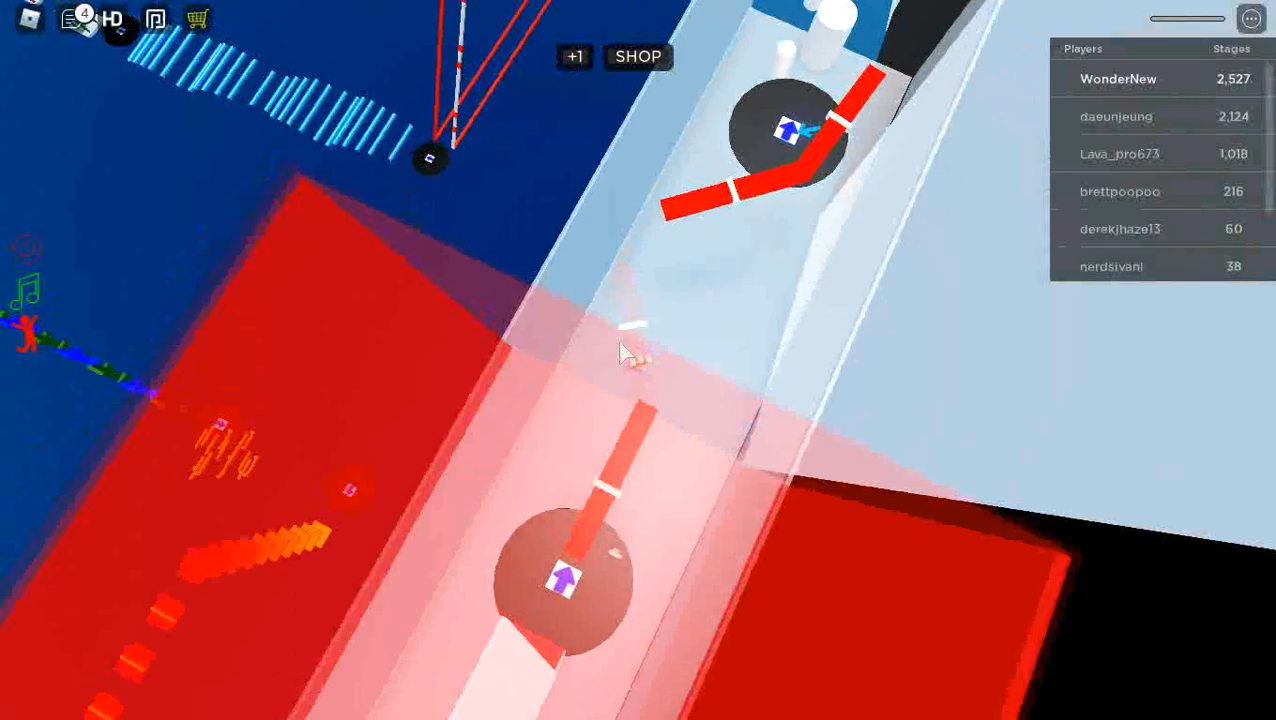 4
HD
+1 SHOP
Players Stages
WonderNew 2,527
daeunjeung 2,124
Lava_pro673 1,018
brettpoopoo 216
derekjhaze13 60
nerdsivani 38